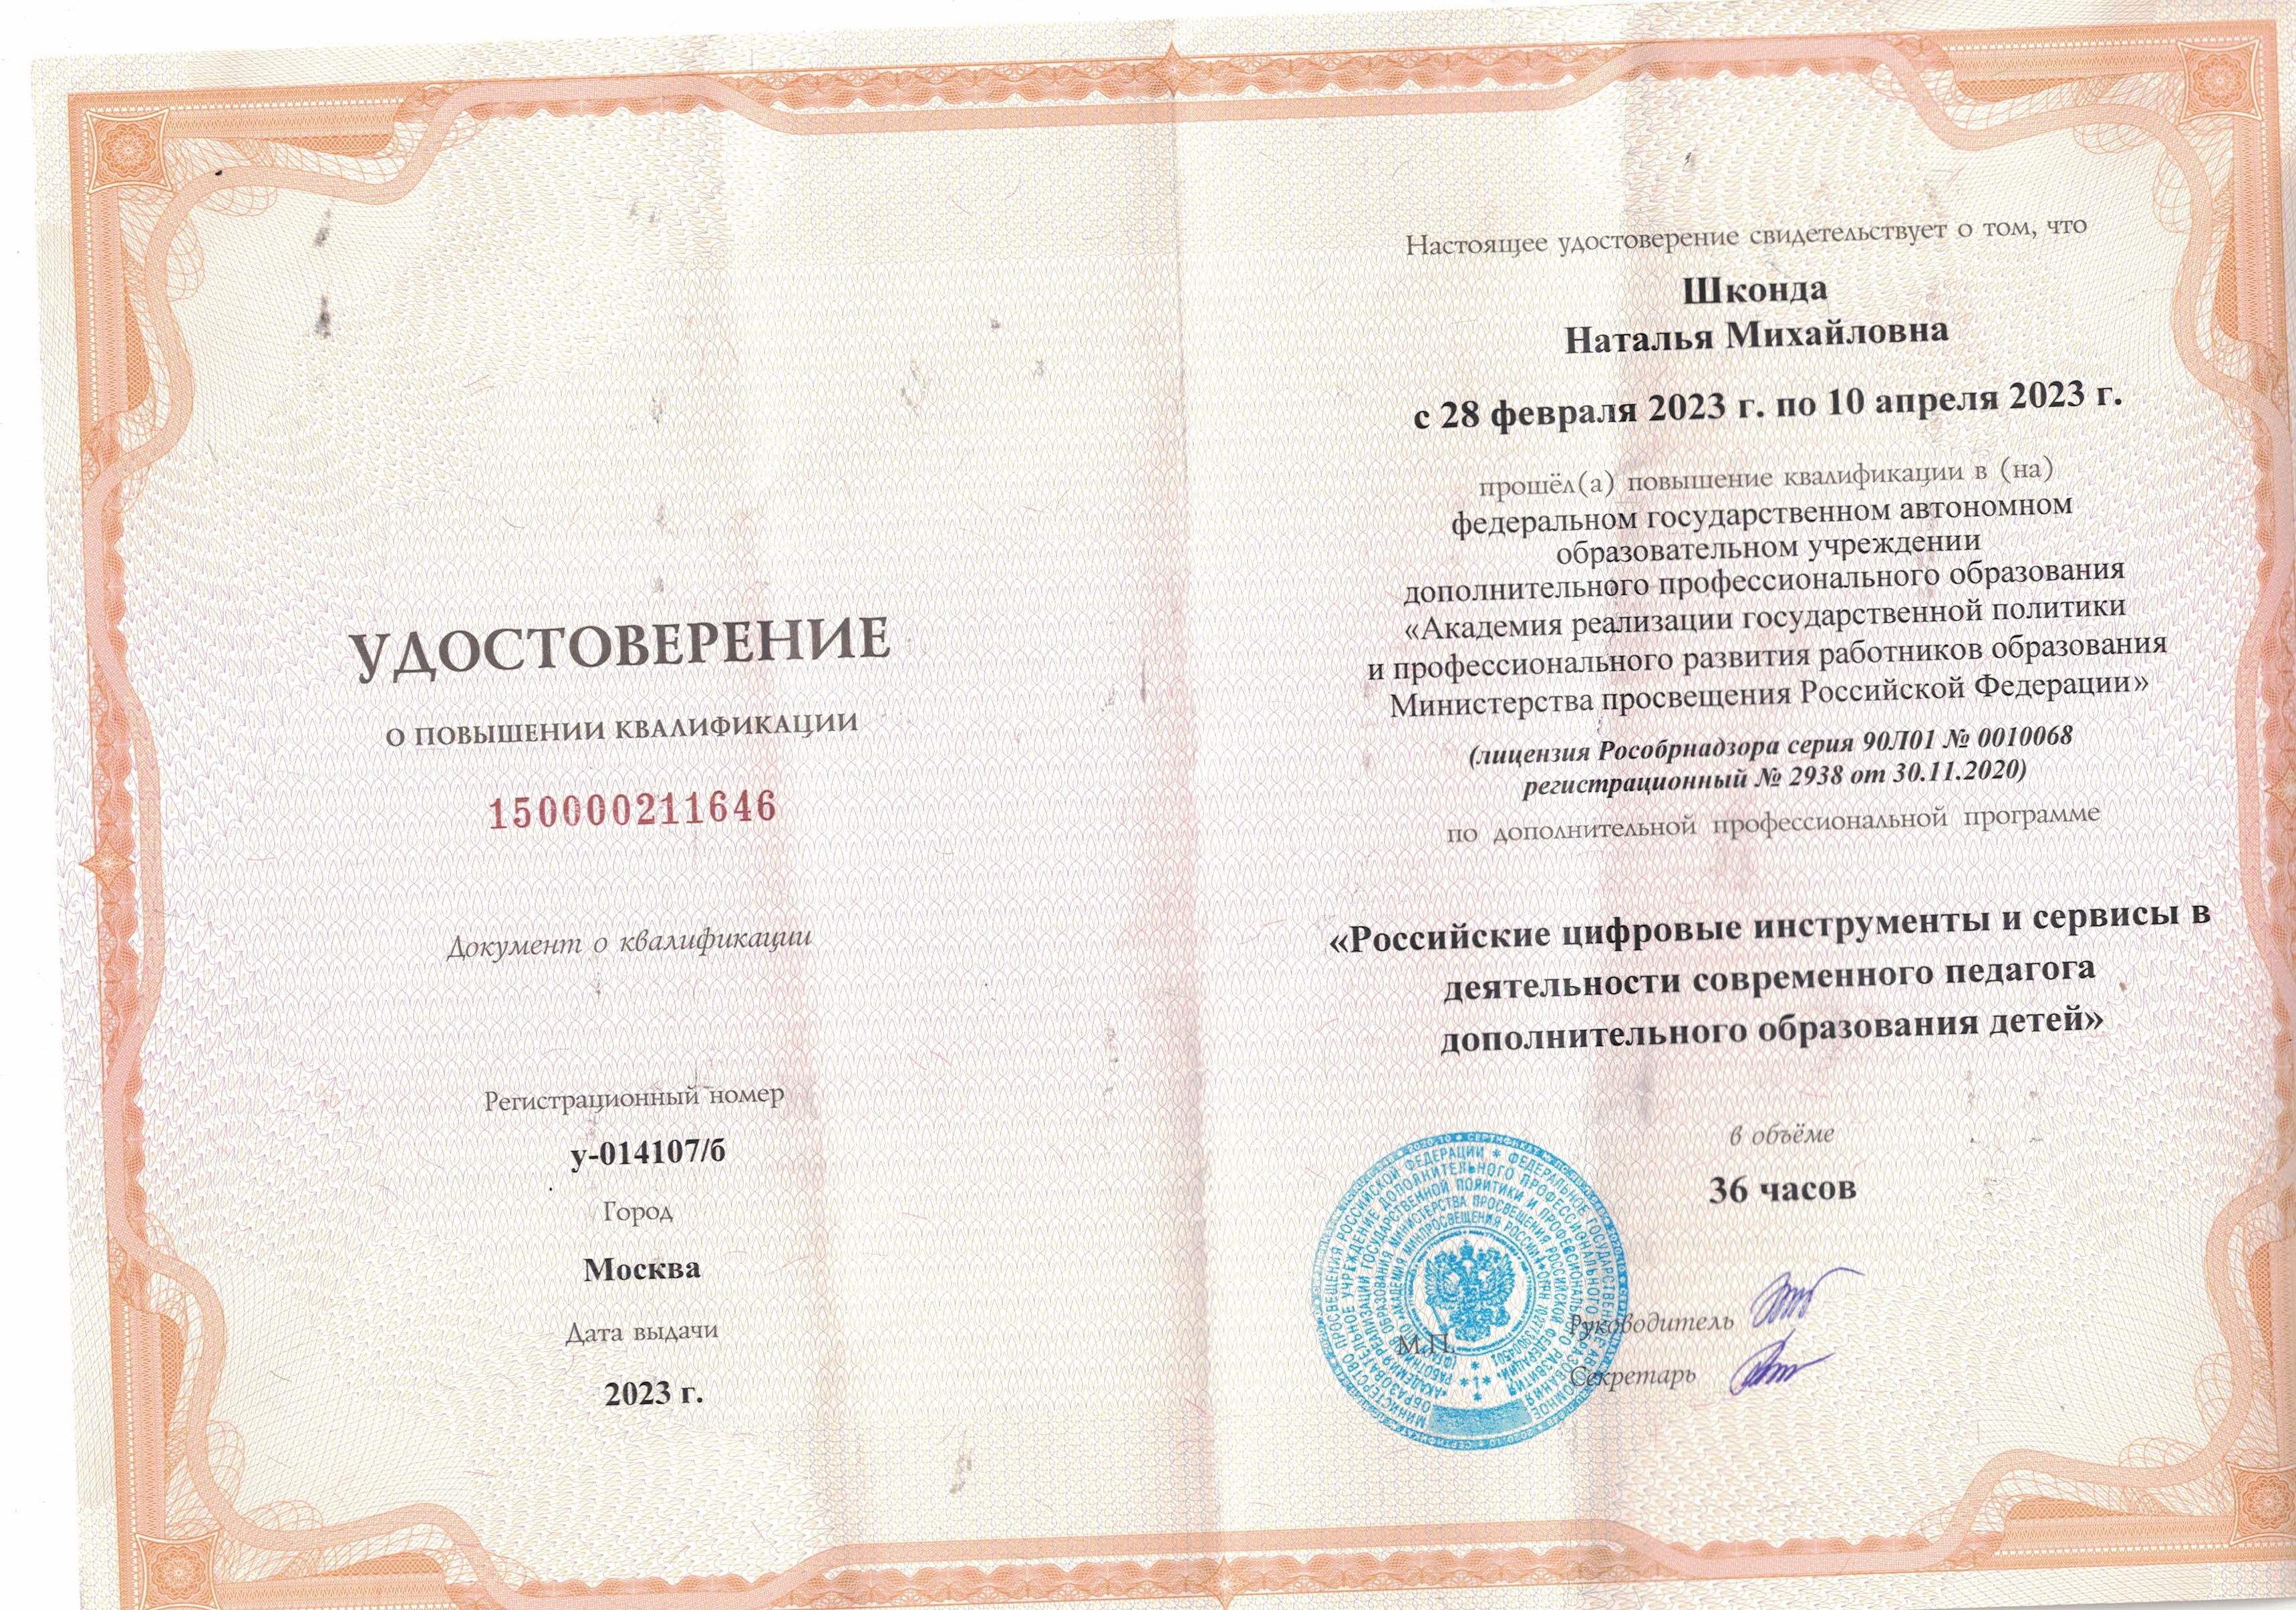 УДОСТОВЕРЕНИЕ
О ПОВЫШЕНИИ КВАЛИФИКАЦИИ
150000211646
Документ о квалификации
Регистрационный номер
у-014107/б
Город
Москва
Дата выдачи
2023 г.
Настоящее удостоверение свидетельствует о том, что
Шконда
Наталья Михайловна
с 28 февраля 2023 г. по 10 апреля 2023 г.
прошёл(а) повышение квалификации в (на)
федеральном государственном автономном
образовательном учреждении
дополнительного профессионального образования
«Академия реализации государственной политики
и профессионального развития работников образования
Министерства просвещения Российской Федерации»
(лицензия Рособрнадзора серия 90Л01 № 0010068
регистрационный № 2938 от 30.11.2020)
по дополнительной профессиональной программе
«Российские цифровые инструменты и сервисы в
деятельности современного педагога
дополнительного образования детей»
в объёме
36 часов
М.П.
Руководитель
Секретарь